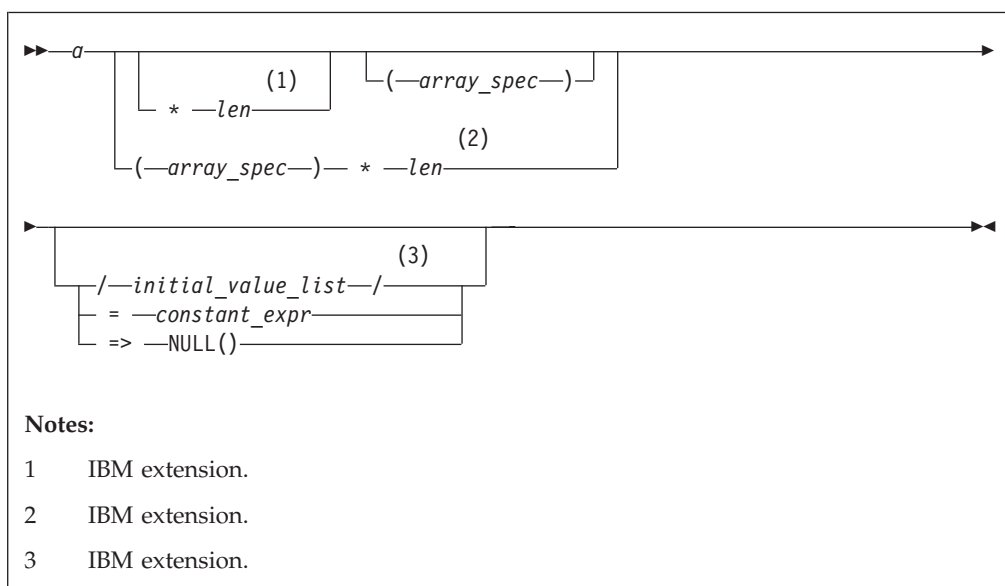 a
(1)
* len
( array_spec )
(2)
( array_spec ) * len
(3)
/ initial_value_list /
= constant_expr
=> NULL()
Notes:
1 IBM extension.
2 IBM extension.
3 IBM extension.